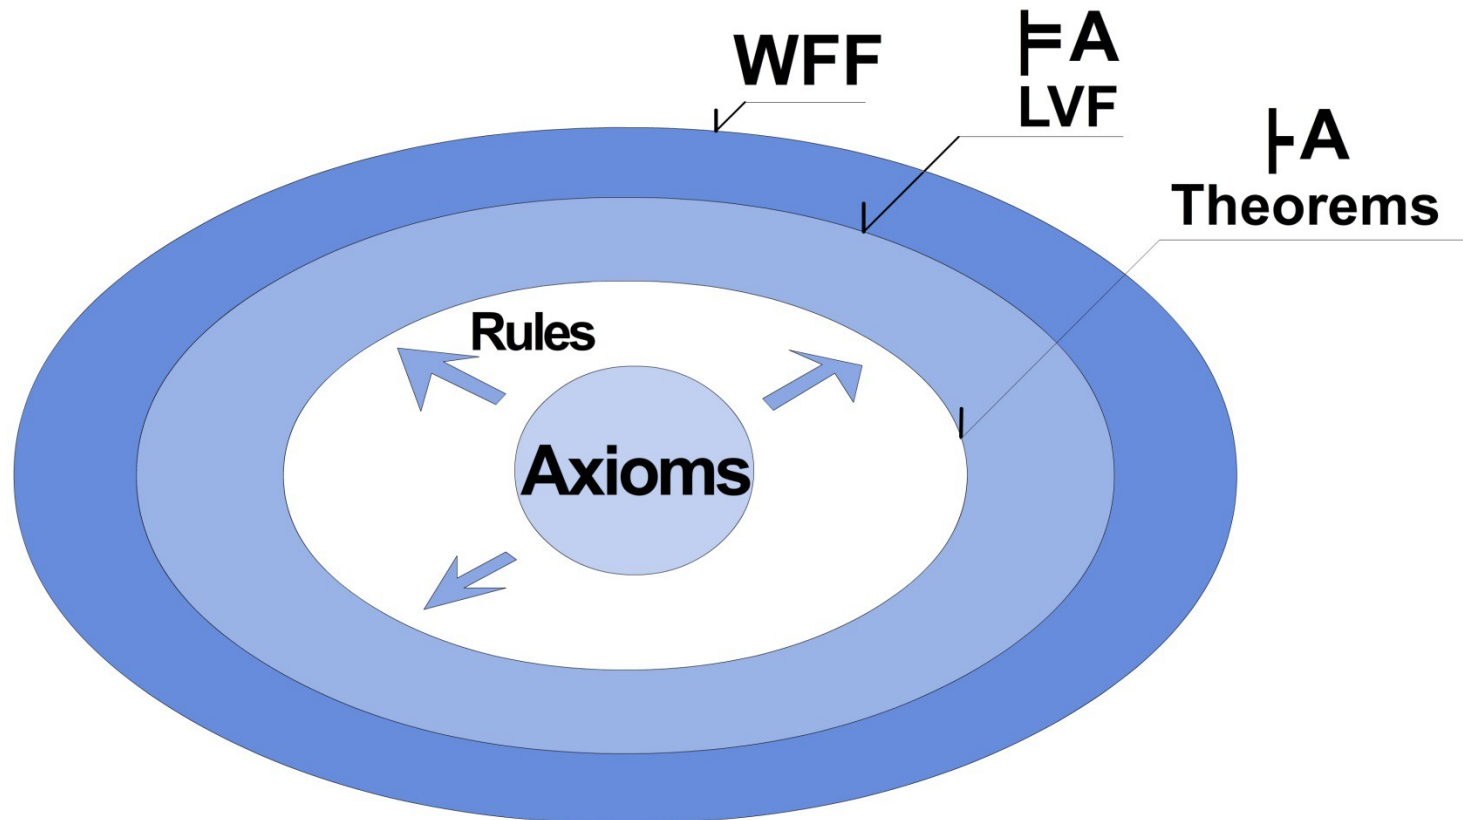 WFF
⊨A
LVF
⊢A
Theorems
Rules
Axioms